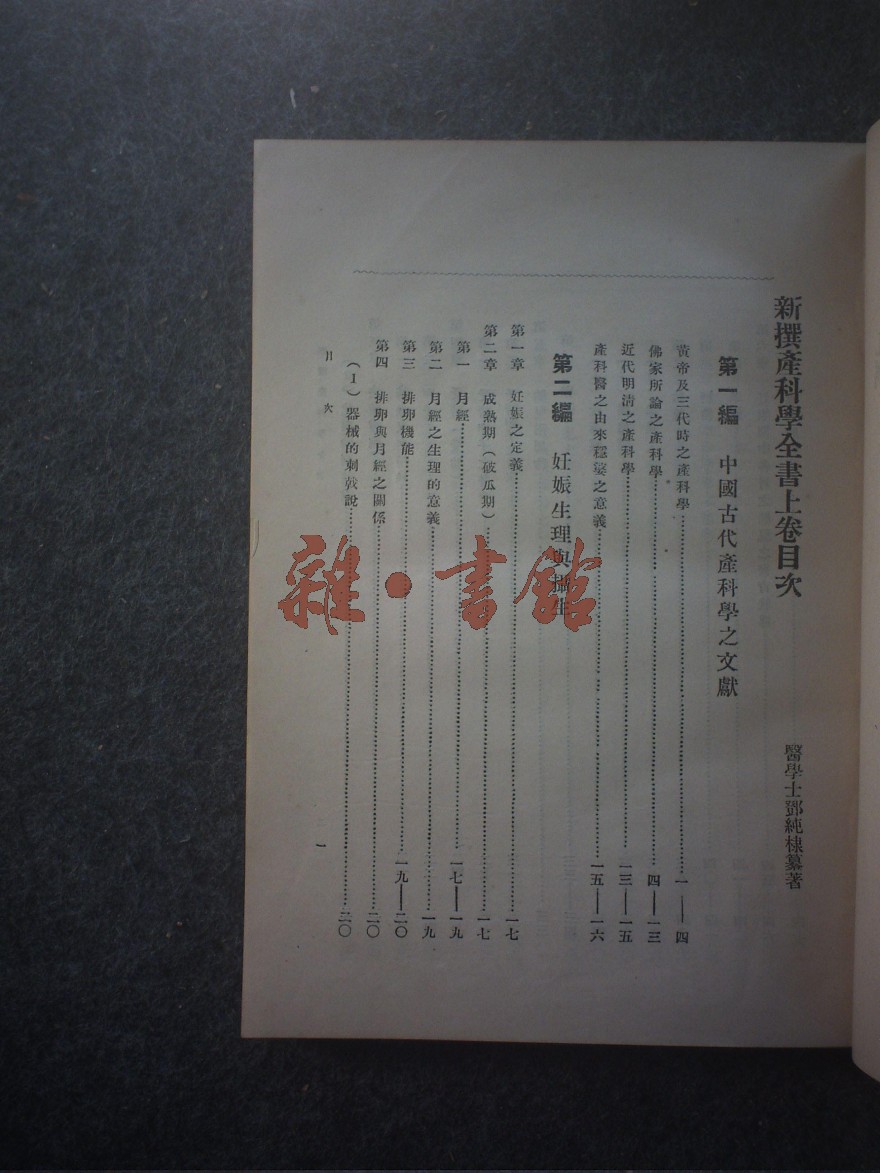 新撰產科學全書上卷目次
醫學士鄧純棣纂著
第一編 中國古代產科學之文獻
黃帝及三代時之產科學……一——四
佛家所論之產科學……四——一三
近代明清之產科學……一三——一五
產科醫之由來穩婆之意義……一五——一六
第二編 妊娠生理與攝生
第一章 妊娠之定義……一七
第二章 成熟期(破瓜期)……一七
第一 月經……一七——一九
第二 月經之生理的意義……一九
第三 排卵機能……一九——二〇
第四 排卵與月經之關係……二〇
(1)器械的刺戟說……二〇
目次
一
雜·書館